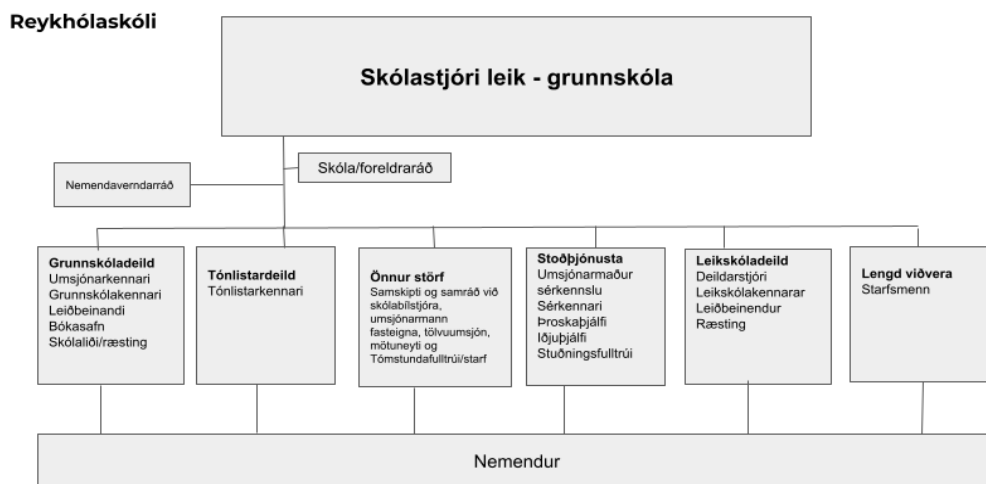 Reykhólaskóli
Skólastjóri leik - grunnskóla
Skóla/foreldraráð
Nemendaverndarráð
Grunnskóladeild
Umsjónarkennari
Grunnskólakennari
Leiðbeinandi
Bókasafn
Skólaliði/ræsting
Tónlistardeild
Tónlistarkennari
Önnur störf
Samskipti og samráð við
skólabílstjóra,
umsjónarmann
fasteigna, tölvuumsjón,
mötuneyti og
Tómstundafulltrúi/starf
Stoðþjónusta
Umsjónarmaður
sérkennslu
Sérkennari
Þroskaþjálfi
Iðjuþjálfi
Stuðningsfulltrúi
Leikskóladeild
Deildarstjóri
Leikskólakennarar
Leiðbeinendur
Ræsting
Lengd viðvera
Starfsmenn
Nemendur